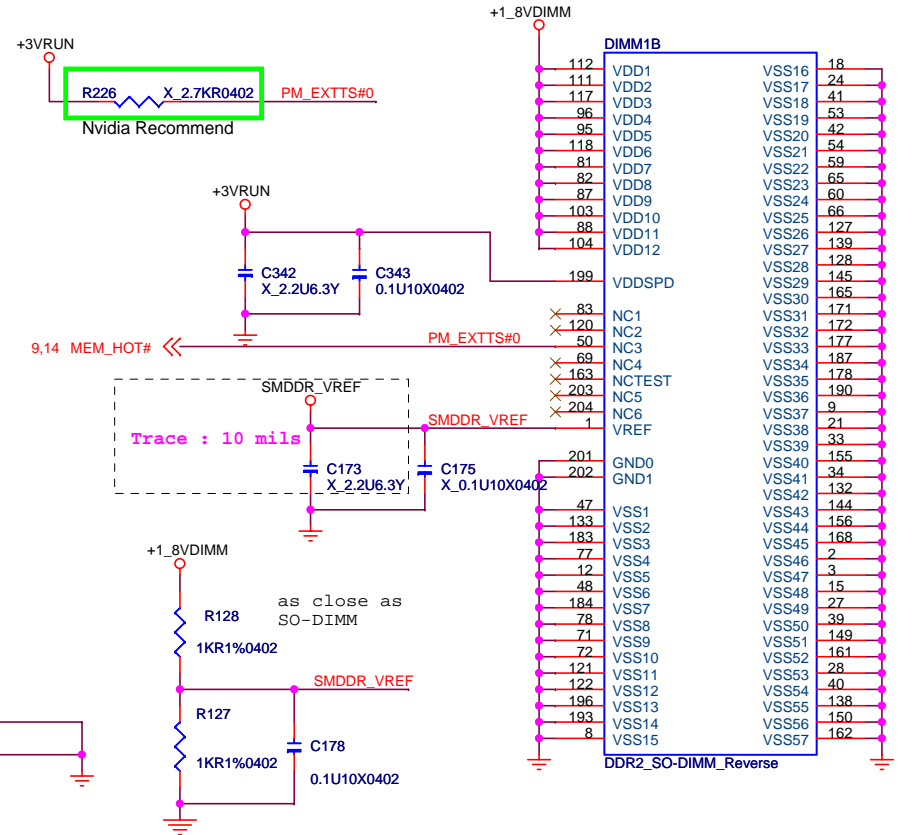 +3VRUN
R226 X_2.7KR0402 PM_EXTTS#0
Nvidia Recommend
+3VRUN
C342
X_2.2U6.3Y
C343
0.1U10X0402
9,14 MEM_HOT# PM_EXTTS#0
SMDDR_VREF
SMDDR_VREF
Trace : 10 mils
C173
X_2.2U6.3Y
C175
X_0.1U10X0402
+1_8VDIMM
R128
1KR1%0402
as close as
SO-DIMM
SMDDR_VREF
R127
1KR1%0402
C178
0.1U10X0402
+1_8VDIMM
DIMM1B
112 VDD1 VSS16 18
111 VDD2 VSS17 24
117 VDD3 VSS18 41
96 VDD4 VSS19 53
95 VDD5 VSS20 42
118 VDD6 VSS21 54
81 VDD7 VSS22 59
82 VDD8 VSS23 65
87 VDD9 VSS24 60
103 VDD10 VSS25 66
88 VDD11 VSS26 127
104 VDD12 VSS27 139
VSS28 128
199 VDDSPD VSS29 145
VSS30 165
83 NC1 VSS31 171
120 NC2 VSS32 172
50 NC3 VSS33 177
69 NC4 VSS34 187
163 NCTEST VSS35 178
203 NC5 VSS36 190
204 NC6 VSS37 9
1 VREF VSS38 21
VSS39 33
201 GND0 VSS40 155
202 GND1 VSS41 34
VSS42 132
47 VSS1 VSS43 144
133 VSS2 VSS44 156
183 VSS3 VSS45 168
77 VSS4 VSS46 2
12 VSS5 VSS47 3
48 VSS6 VSS48 15
184 VSS7 VSS49 27
78 VSS8 VSS50 39
71 VSS9 VSS51 149
72 VSS10 VSS52 161
121 VSS11 VSS53 28
122 VSS12 VSS54 40
196 VSS13 VSS55 138
193 VSS14 VSS56 150
8 VSS15 VSS57 162
DDR2_SO-DIMM_Reverse